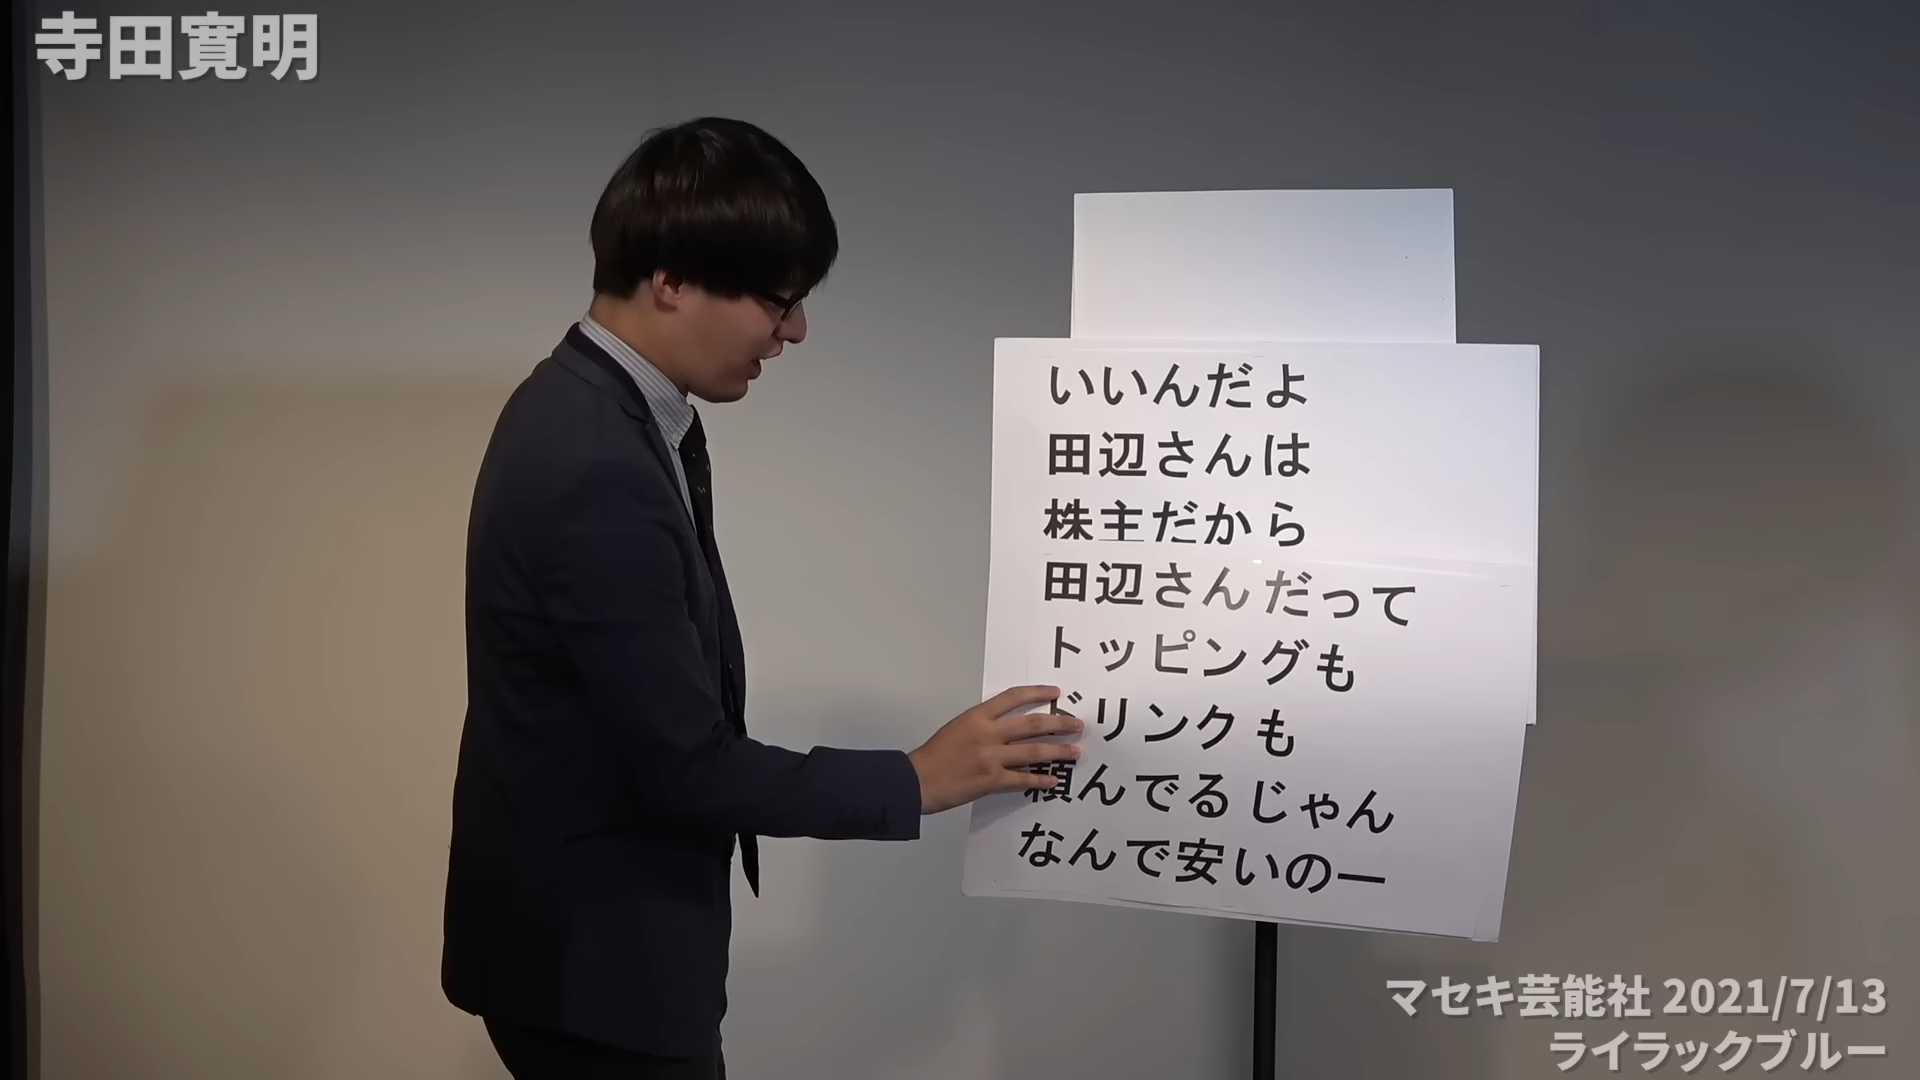 寺田寛明
いいんだよ
田辺さんは
株主だから
田辺さんだって
トッピングも
ドリンクも
頼んでるじゃん
なんで安いのー
マセキ芸能社 2021/7/13
ライラックブルー